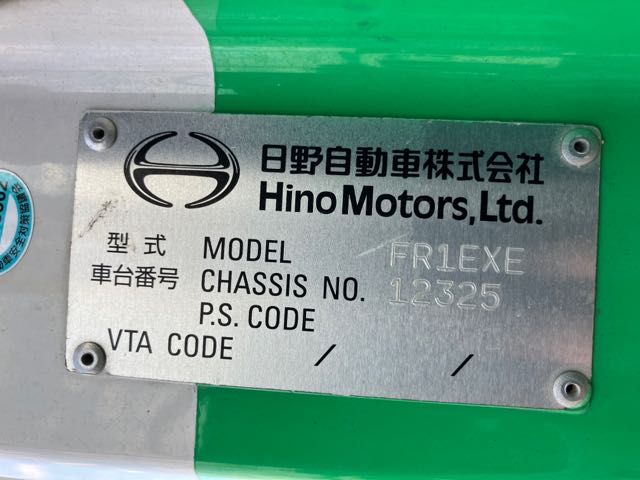 日野自動車株式会社
Hino Motors, Ltd.
型式 MODEL FR1EXE
車台番号 CHASSIS NO. 12325
P.S. CODE
VTA CODE / /